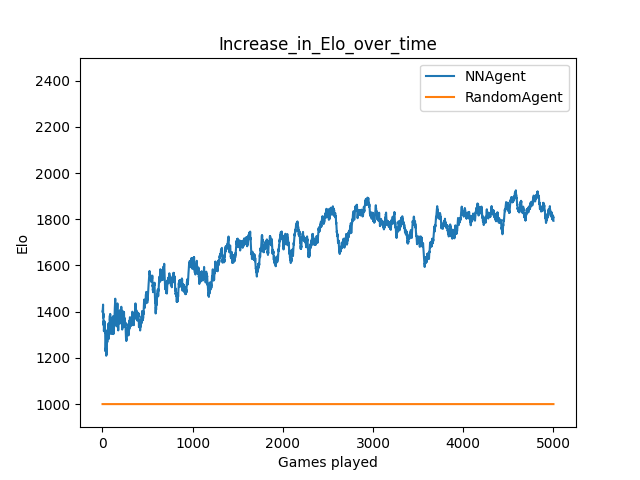 Increase_in_Elo_over_time
NNAgent
RandomAgent
2400
2200
2000
1800
1600
1400
1200
1000
Elo
0 1000 2000 3000 4000 5000
Games played